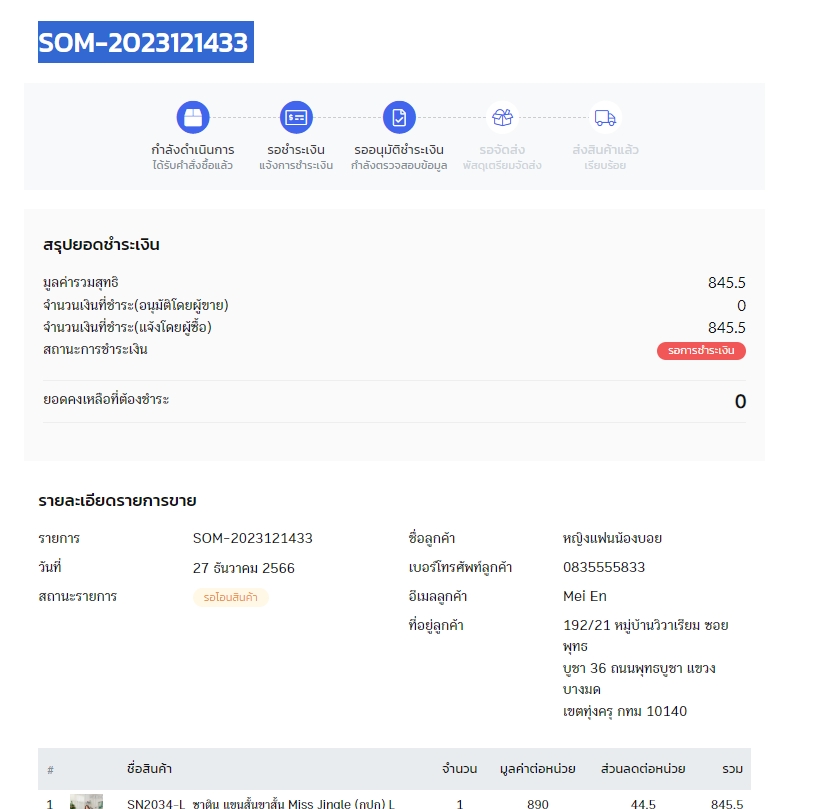 SOM-2023121433
กำลังดำเนินการ
ได้รับคำสั่งซื้อแล้ว
รอชำระเงิน
แจ้งการชำระเงิน
รออนุมัติชำระเงิน
กำลังตรวจสอบข้อมูล
รอจัดส่ง
พัสดุเตรียมจัดส่ง
ส่งสินค้าแล้ว
เรียบร้อย
สรุปยอดชำระเงิน
มูลค่ารวมสุทธิ 845.5
จำนวนเงินที่ชำระ(อนุมัติโดยผู้ขาย) 0
จำนวนเงินที่ชำระ(แจ้งโดยผู้ซื้อ) 845.5
สถานะการชำระเงิน รอการชำระเงิน
ยอดคงเหลือที่ต้องชำระ 0
รายละเอียดรายการขาย
รายการ SOM-2023121433
วันที่ 27 ธันวาคม 2566
สถานะรายการ รอโอนสินค้า
ชื่อลูกค้า หญิงแฟนน้องบอย
เบอร์โทรศัพท์ลูกค้า 0835555833
อีเมลลูกค้า Mei En
ที่อยู่ลูกค้า 192/21 หมู่บ้านวิวาเรียม ซอย
พุทธ
บูชา 36 ถนนพุทธบูชา แขวง
บางมด
เขตทุ่งครุ กทม 10140
# ชื่อสินค้า จำนวน มูลค่าต่อหน่วย ส่วนลดต่อหน่วย รวม
1 SN2034-L ชาติน แขนสั้นขาสั้น Miss Jingle (กปก) L 1 890 44.5 845.5